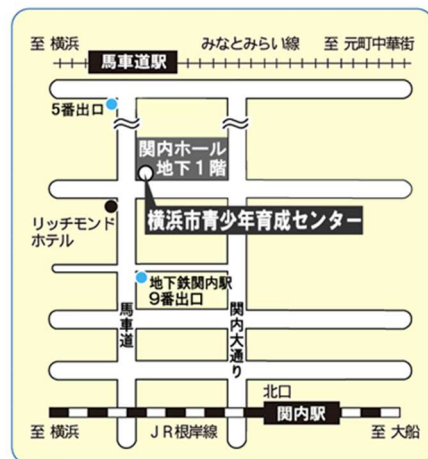 至 横浜
みなとみらい線
至 元町中華街
馬車道駅
5番出口
関内ホール
地下1階
横浜市青少年育成センター
リッチモンド
ホテル
地下鉄関内駅
9番出口
馬車道
関内大通り
北口
関内駅
至 横浜
JR根岸線
至 大船